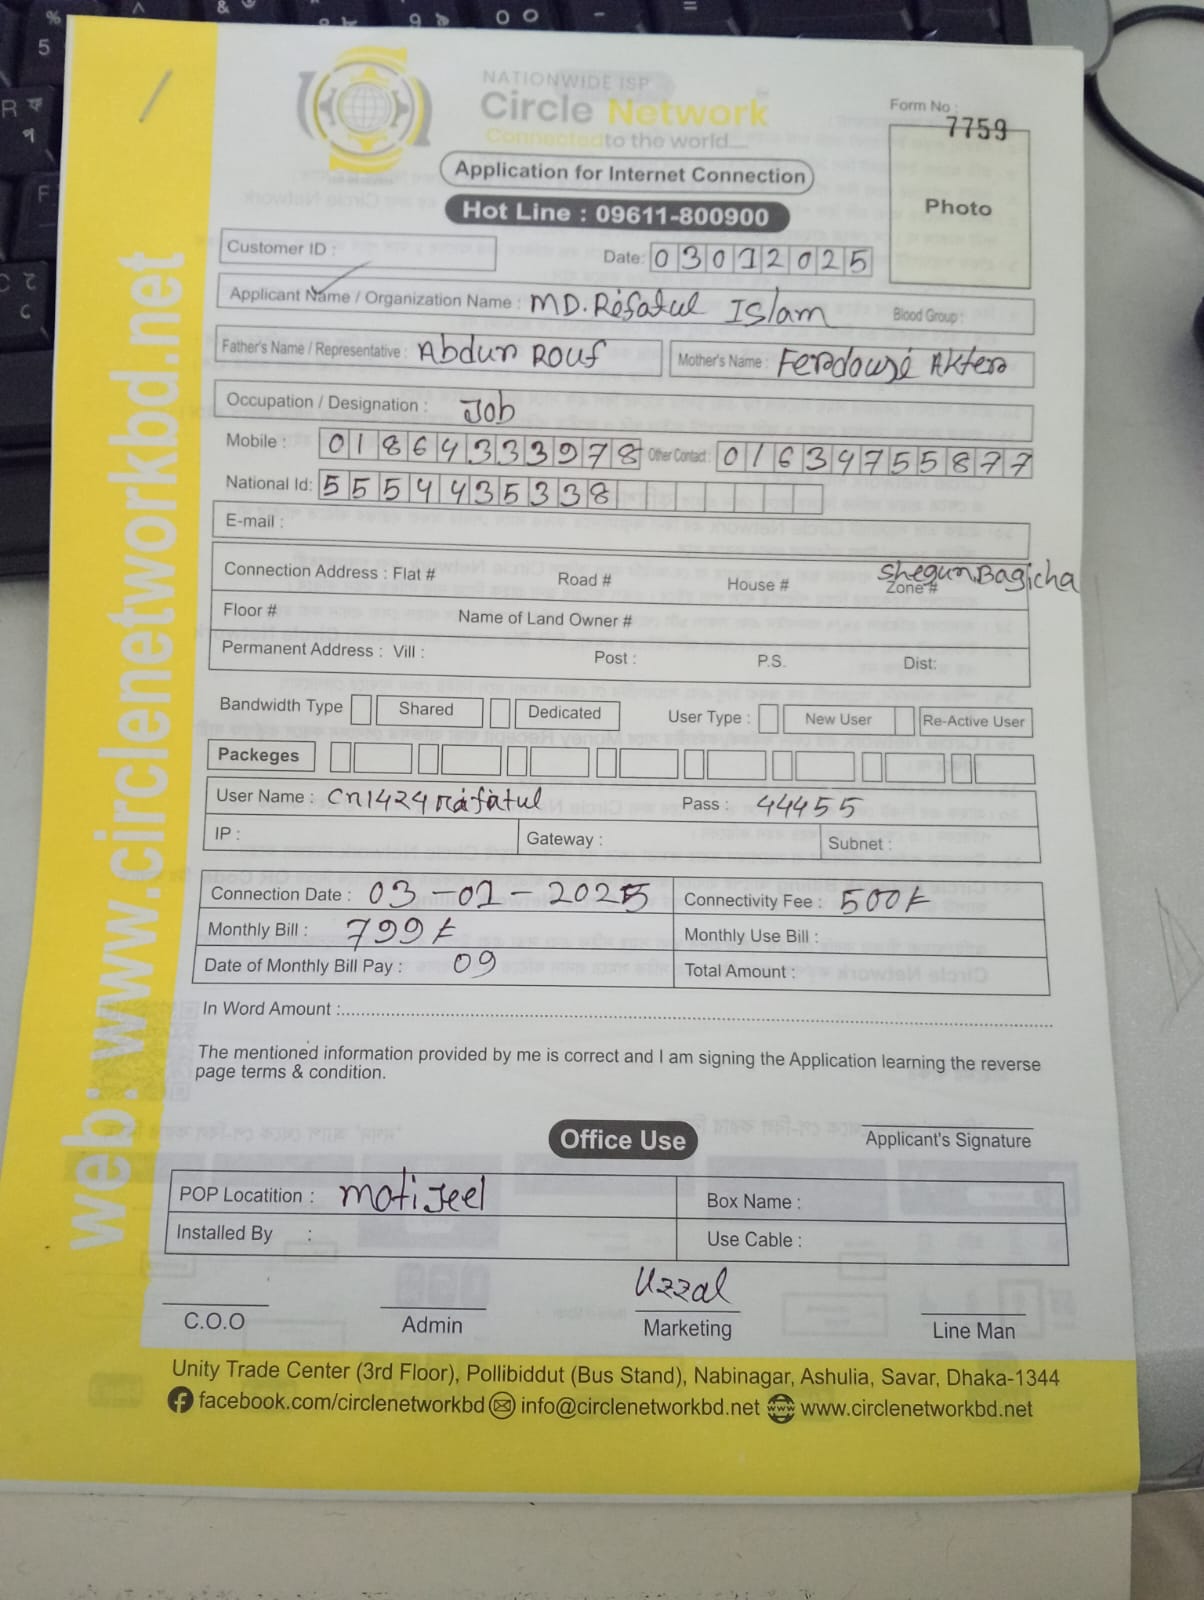 NATIONWIDE ISP
Circle Network
Connected to the world....
Form No :
7759
Photo
Application for Internet Connection
Hot Line : 09611-800900
Customer ID :
Date: 03012025
Applicant Name / Organization Name : MD. Rifatul Islam Blood Group :
Father's Name / Representative : Abdur Rouf Mother's Name : Ferdousi Akter
Occupation / Designation : Job
Mobile : 01864333978 Other Contact : 01634755877
National Id: 5554435338
E-mail :
Connection Address : Flat # Road # House # Zone # Shegun Bagicha
Floor # Name of Land Owner #
Permanent Address : Vill : Post : P.S. Dist:
Bandwidth Type Shared Dedicated User Type : New User Re-Active User
Packeges
User Name : cn1424rifatul Pass : 44455
IP : Gateway : Subnet :
Connection Date : 03-01-2025 Connectivity Fee : 500/-
Monthly Bill : 799/- Monthly Use Bill :
Date of Monthly Bill Pay : 09 Total Amount :
In Word Amount :
The mentioned information provided by me is correct and I am signing the Application learning the reverse
page terms & condition.
Office Use
Applicant's Signature
POP Locatition : Motijeel Box Name :
Installed By : Use Cable :
Uzzal
C.O.O Admin Marketing Line Man
Unity Trade Center (3rd Floor), Pollibiddut (Bus Stand), Nabinagar, Ashulia, Savar, Dhaka-1344
facebook.com/circlenetworkbd info@circlenetworkbd.net www.circlenetworkbd.net
web: www.circlenetworkbd.net